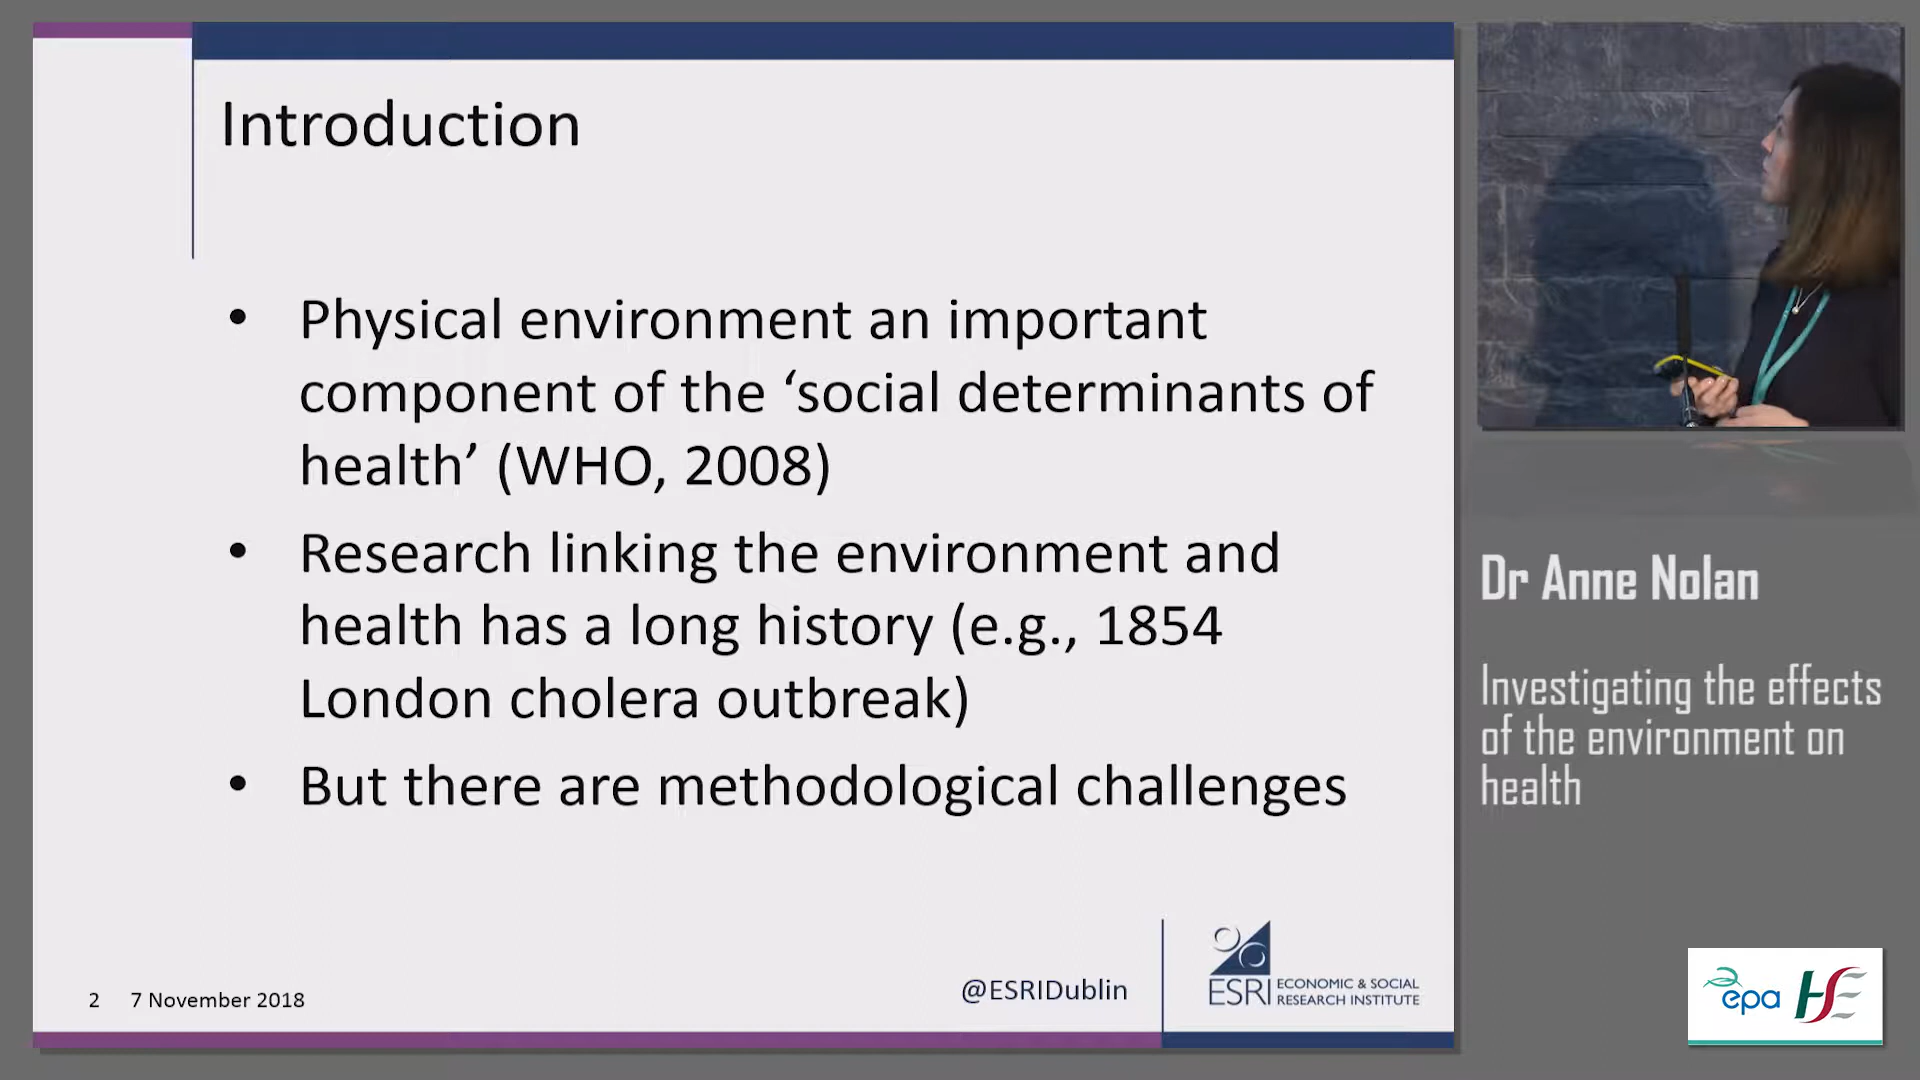 Introduction
• Physical environment an important
component of the ‘social determinants of
health’ (WHO, 2008)
• Research linking the environment and
health has a long history (e.g., 1854
London cholera outbreak)
• But there are methodological challenges
2 7 November 2018
@ESRIDublin
ESRI
ECONOMIC & SOCIAL
RESEARCH INSTITUTE
Dr Anne Nolan
Investigating the effects
of the environment on
health
epa
HSE